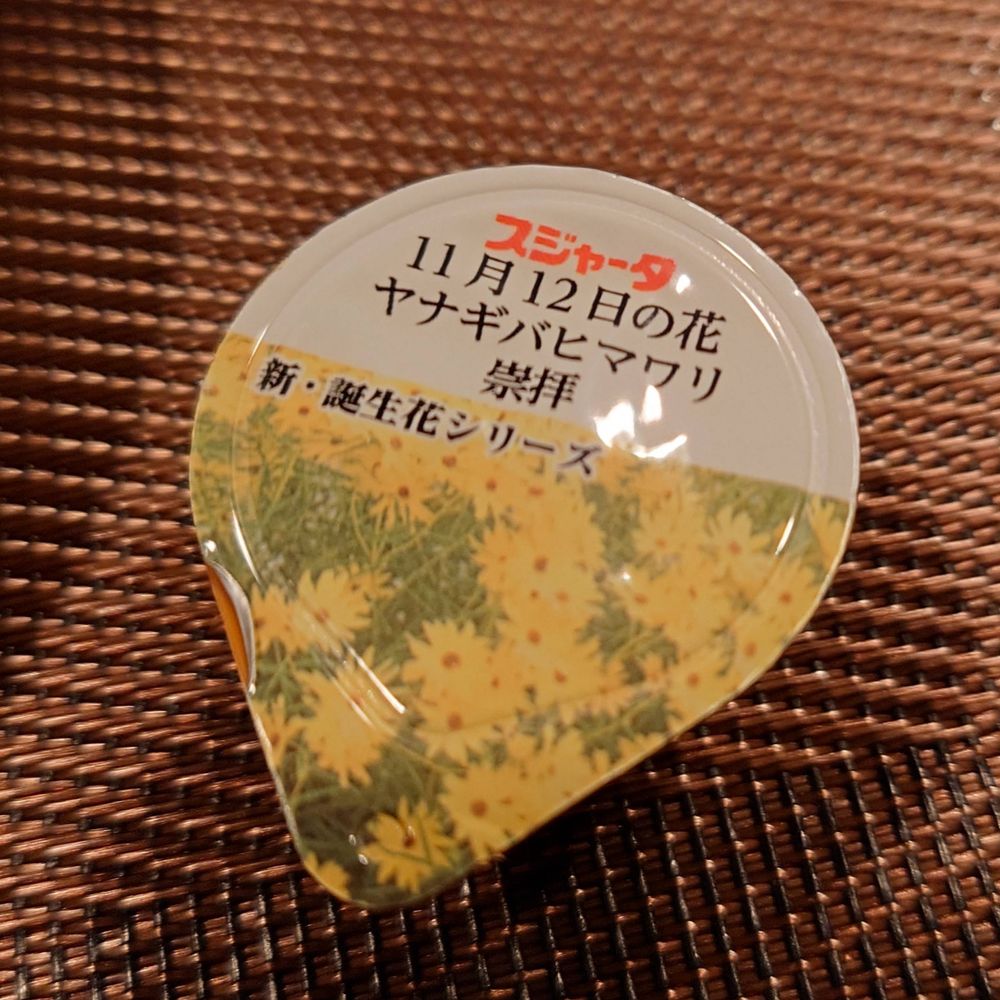 スジャータ
11月12日の花
ヤナギバヒマワリ
崇拝
新・誕生花シリーズ